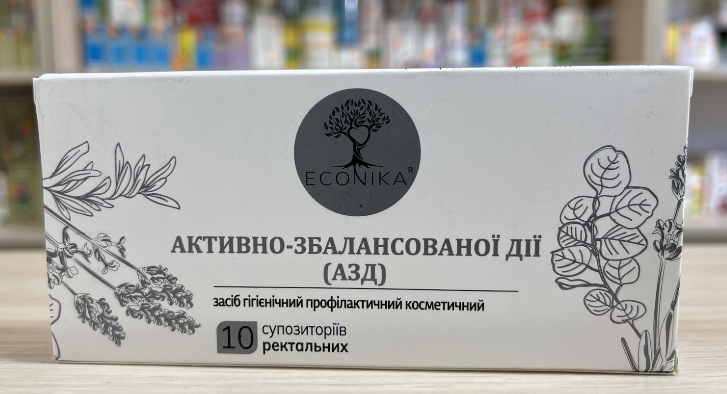 ECONIKA®
АКТИВНО-ЗБАЛАНСОВАНОЇ ДІЇ
(АЗД)
засіб гігієнічний профілактичний косметичний
10 супозиторіїв
ректальних